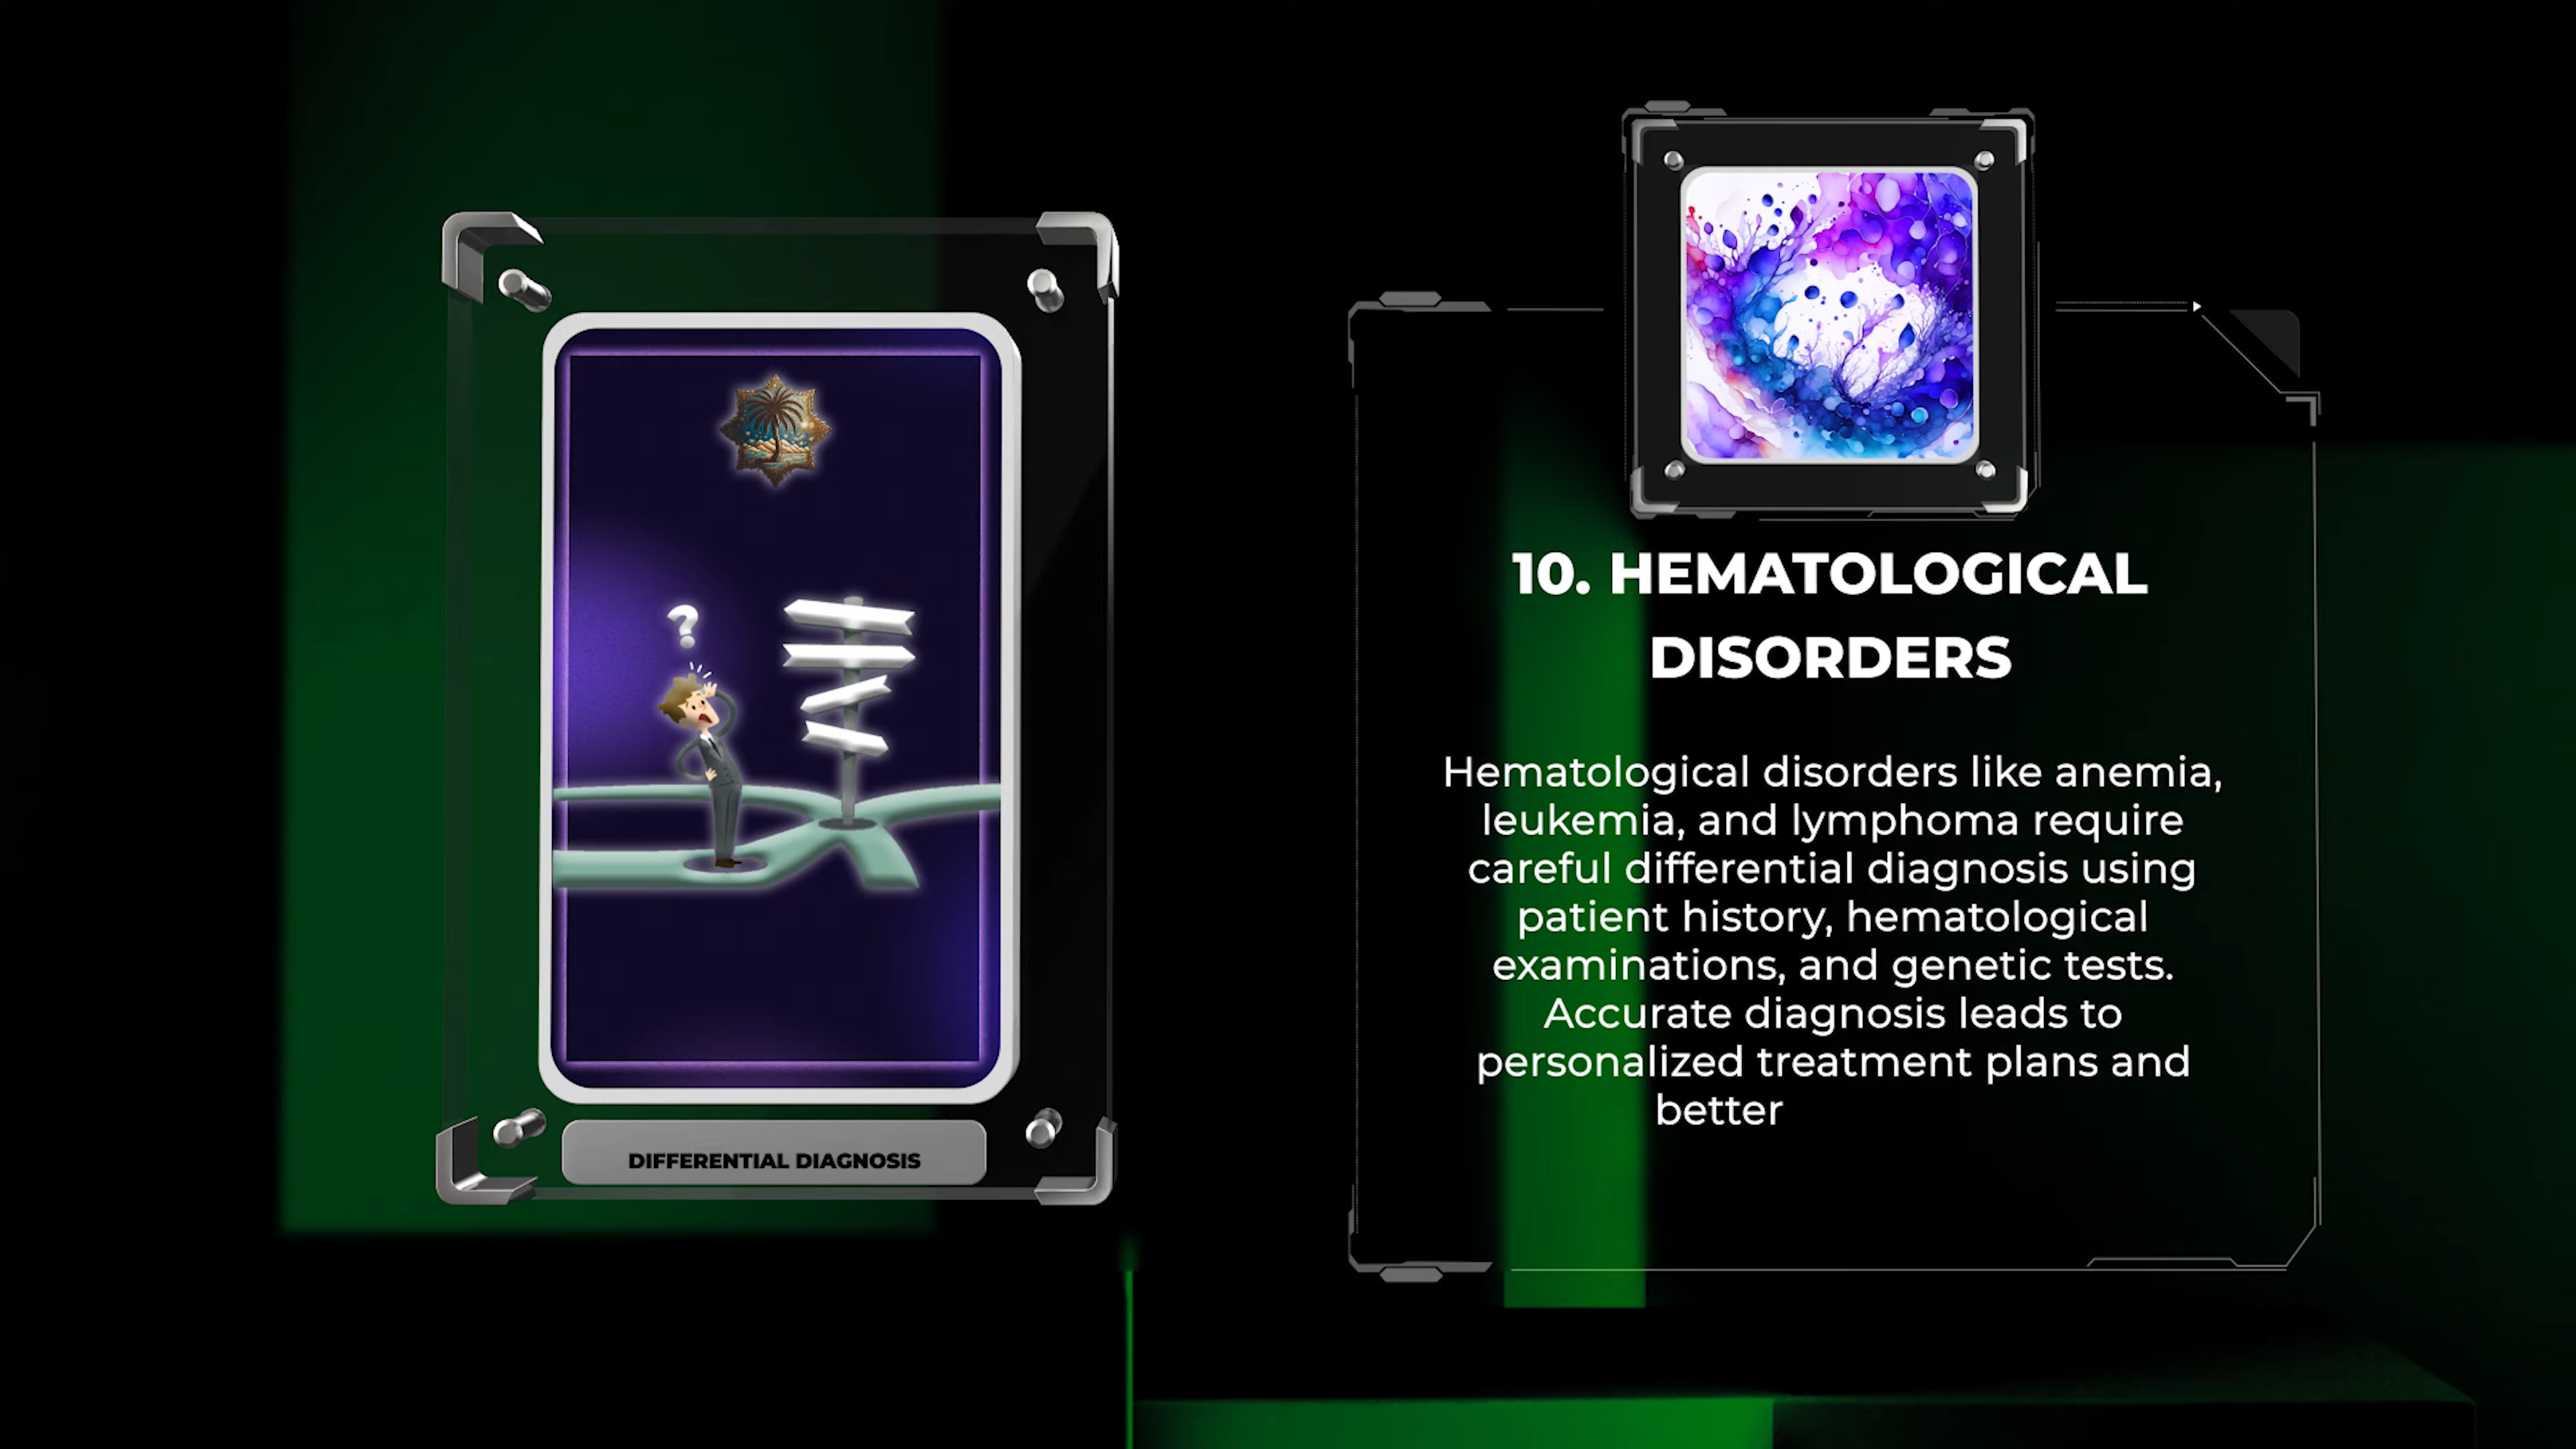 ?
DIFFERENTIAL DIAGNOSIS
10. HEMATOLOGICAL
DISORDERS
Hematological disorders like anemia,
leukemia, and lymphoma require
careful differential diagnosis using
patient history, hematological
examinations, and genetic tests.
Accurate diagnosis leads to
personalized treatment plans and
better